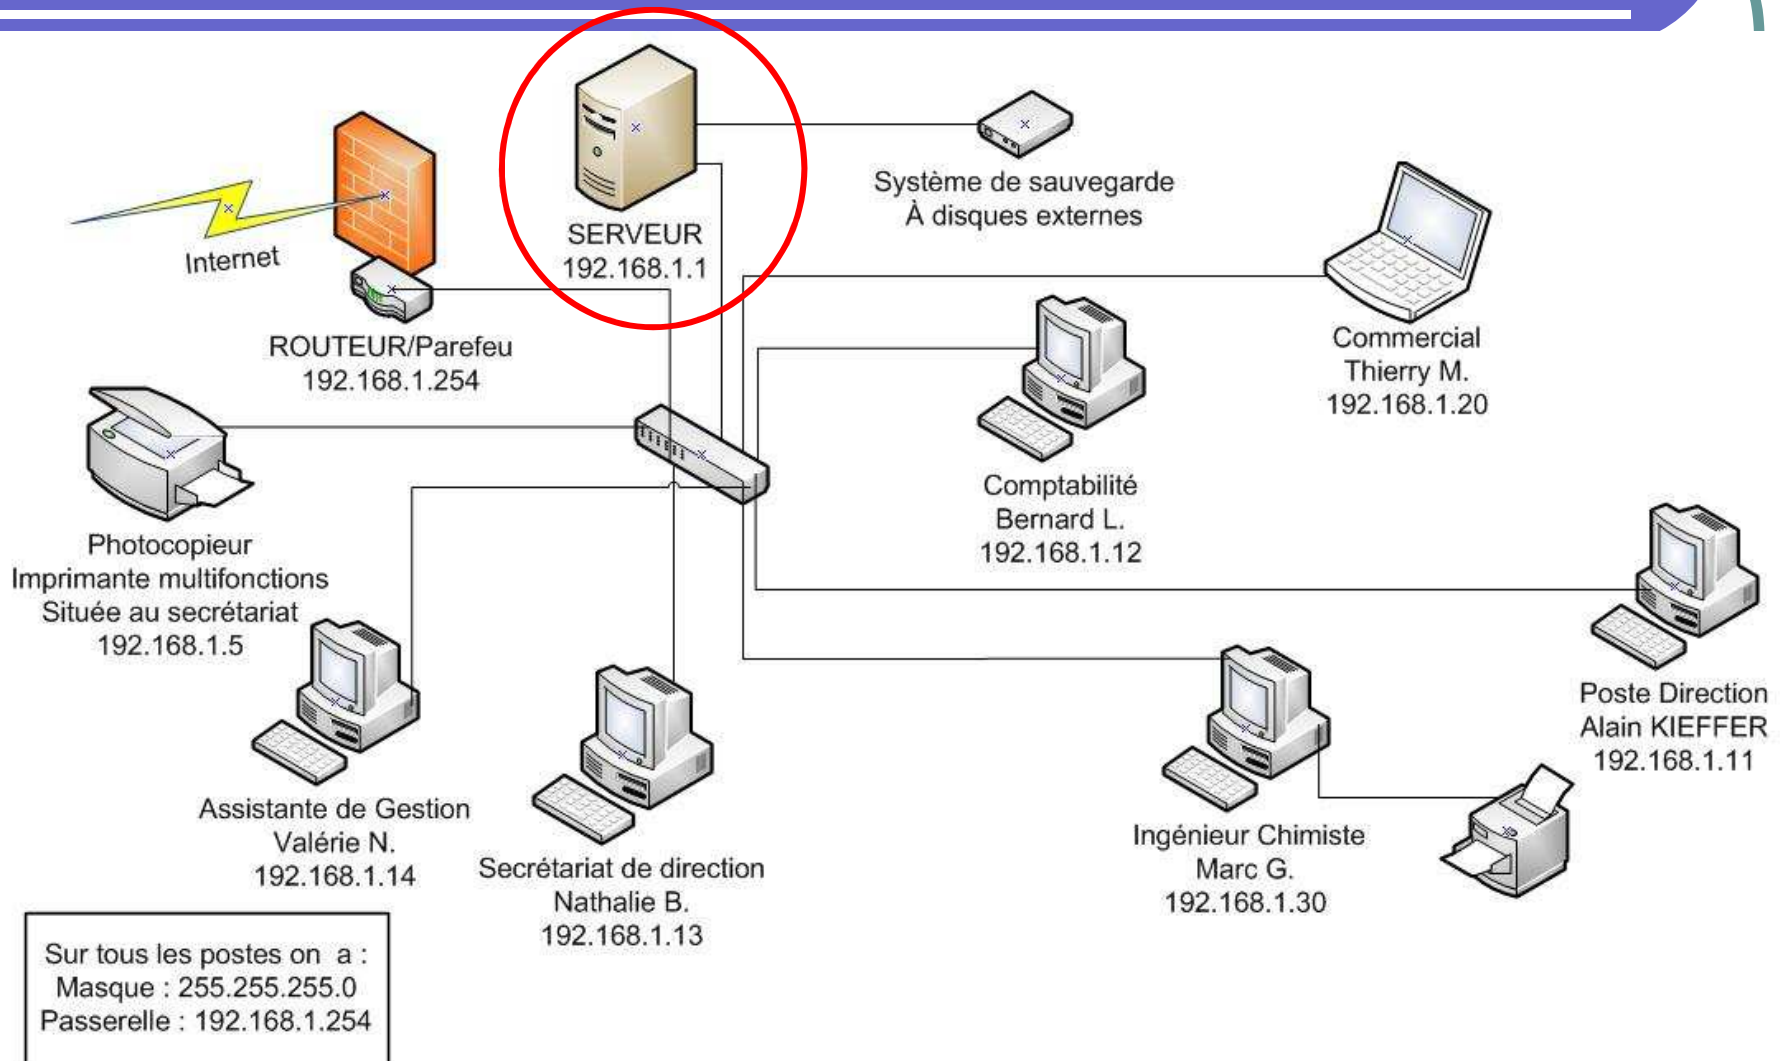 SERVEUR
192.168.1.1
Système de sauvegarde
À disques externes
Internet
ROUTEUR/Parefeu
192.168.1.254
Commercial
Thierry M.
192.168.1.20
Comptabilité
Bernard L.
192.168.1.12
Photocopieur
Imprimante multifonctions
Située au secrétariat
192.168.1.5
Poste Direction
Alain KIEFFER
192.168.1.11
Assistante de Gestion
Valérie N.
192.168.1.14
Secrétariat de direction
Nathalie B.
192.168.1.13
Ingénieur Chimiste
Marc G.
192.168.1.30
Sur tous les postes on a :
Masque : 255.255.255.0
Passerelle : 192.168.1.254